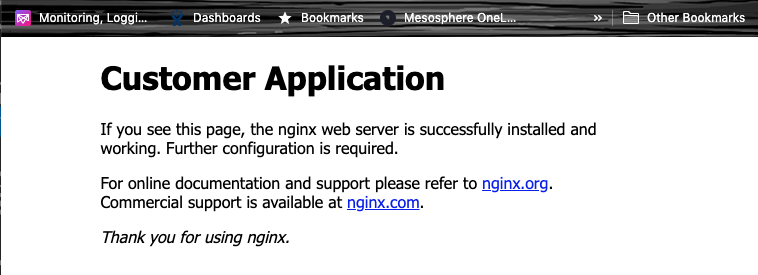 Monitoring, Loggi... Dashboards Bookmarks Mesosphere OneL... » Other Bookmarks
Customer Application
If you see this page, the nginx web server is successfully installed and
working. Further configuration is required.
For online documentation and support please refer to nginx.org.
Commercial support is available at nginx.com.
Thank you for using nginx.